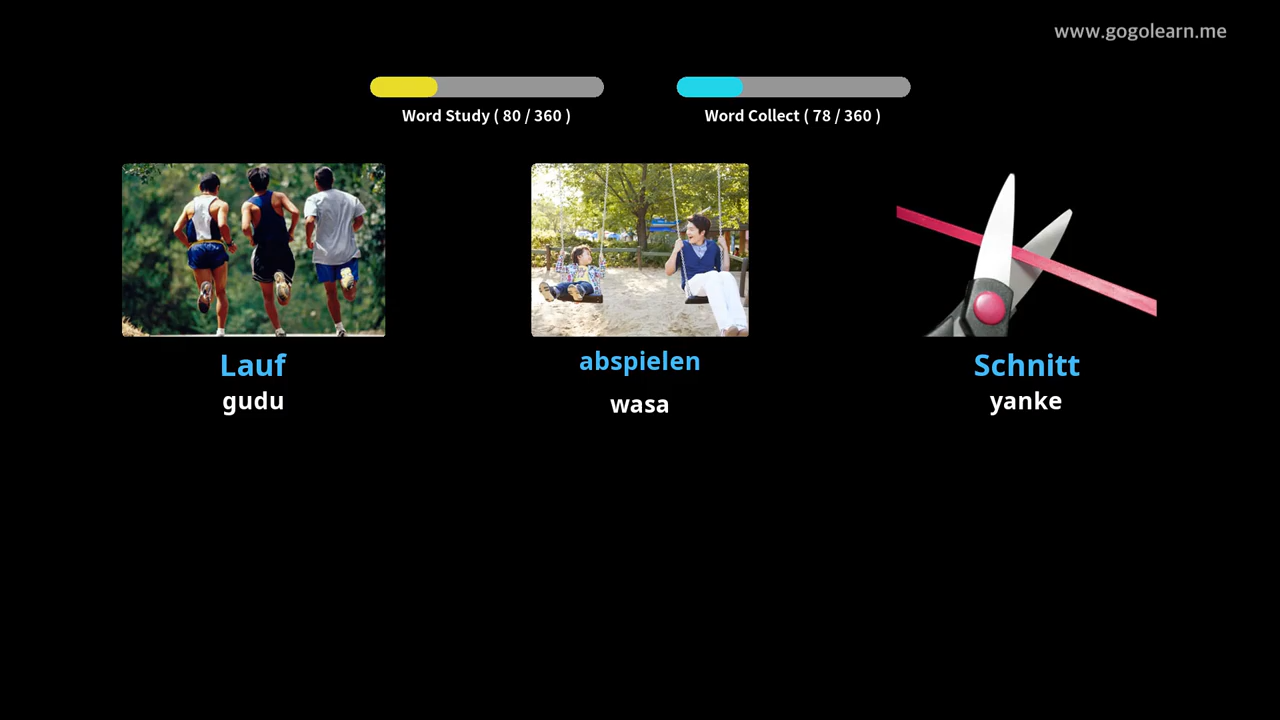 www.gogolearn.me
Word Study ( 80 / 360 )
Word Collect ( 78 / 360 )
Lauf
gudu
abspielen
wasa
Schnitt
yanke